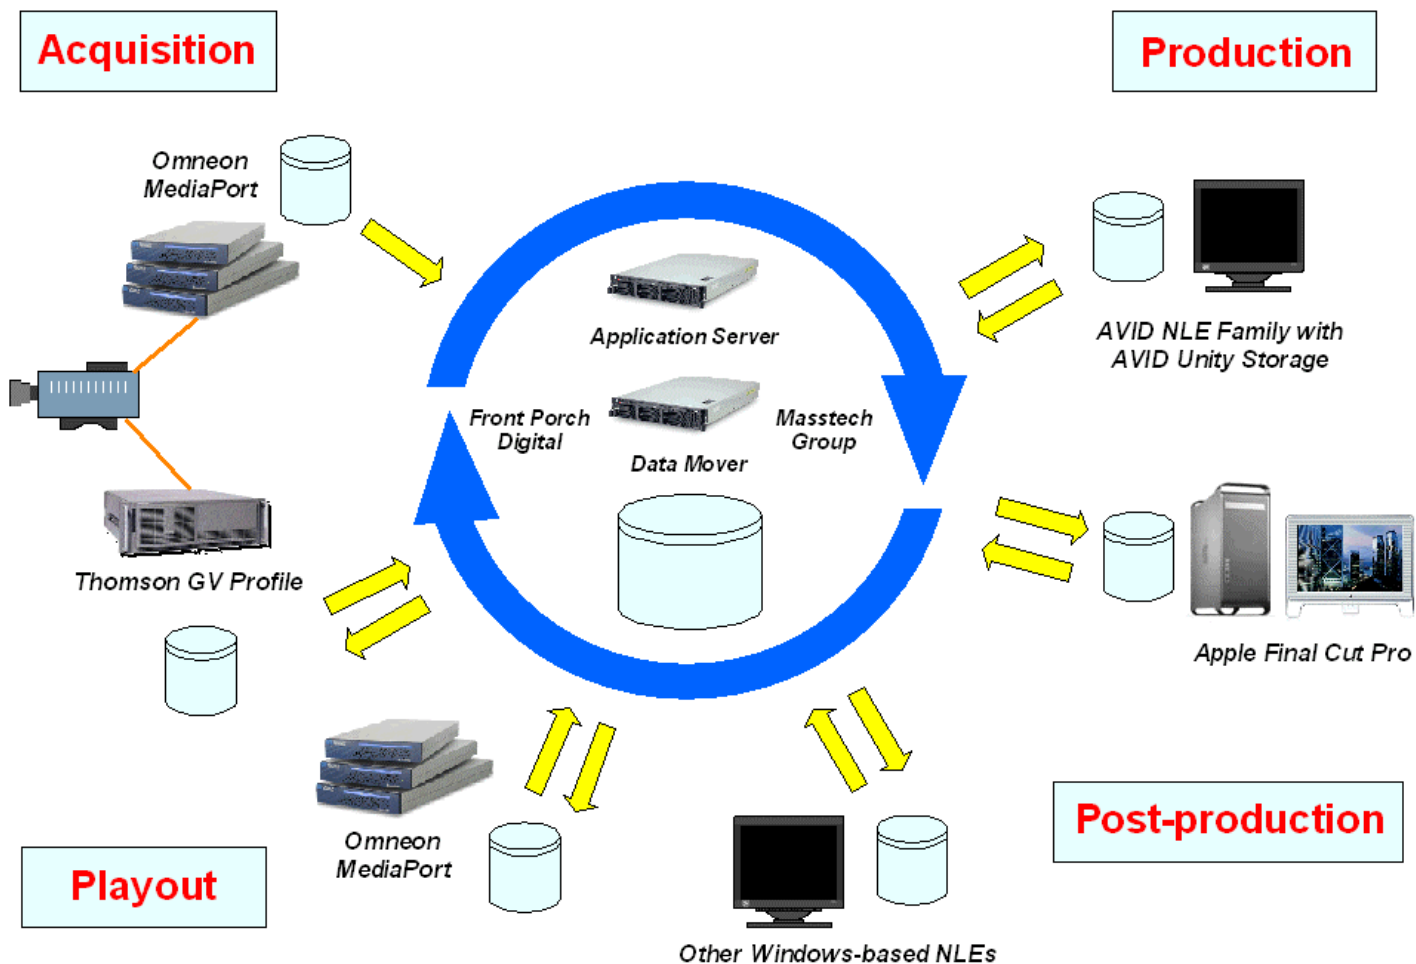 Acquisition
Production
Omneon
MediaPort
Application Server
AVID NLE Family with
AVID Unity Storage
Front Porch
Digital
Masstech
Group
Data Mover
Thomson GV Profile
Apple Final Cut Pro
Omneon
MediaPort
Post-production
Playout
Other Windows-based NLEs